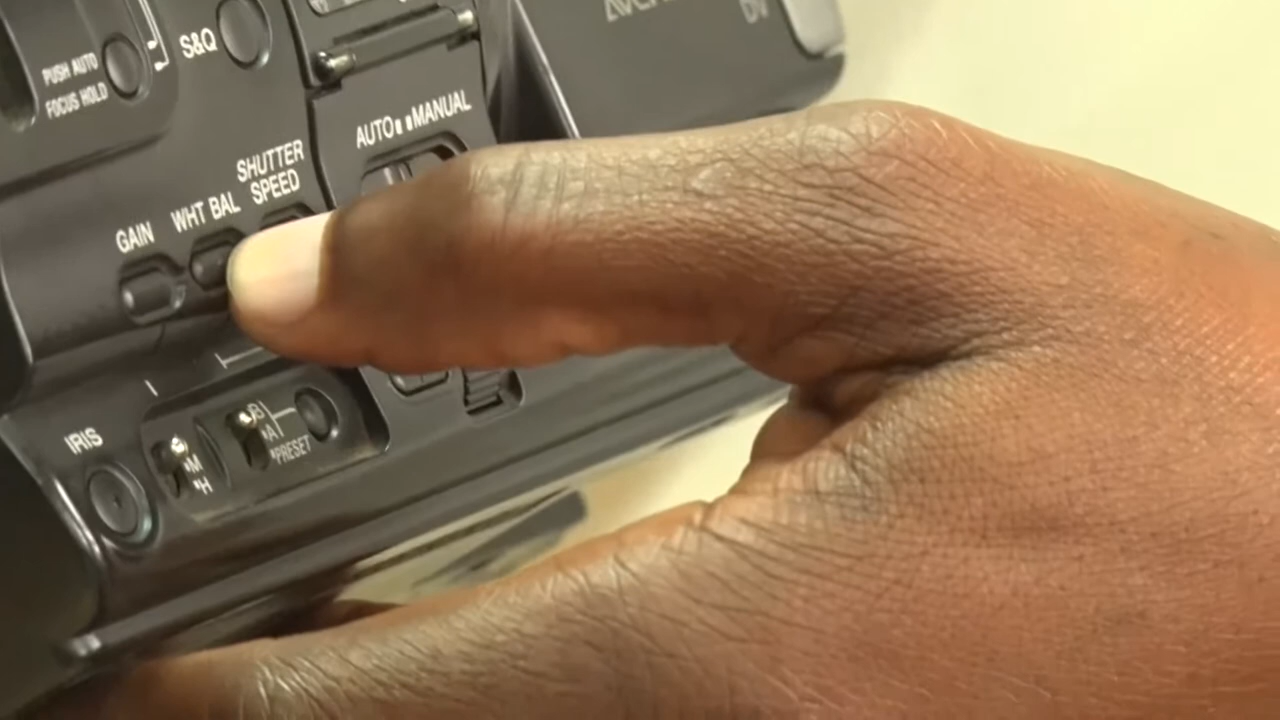 S&Q
PUSH AUTO
FOCUS HOLD
AUTO MANUAL
SHUTTER
SPEED
WHT BAL
GAIN
IRIS
B
A
PRESET
M
H